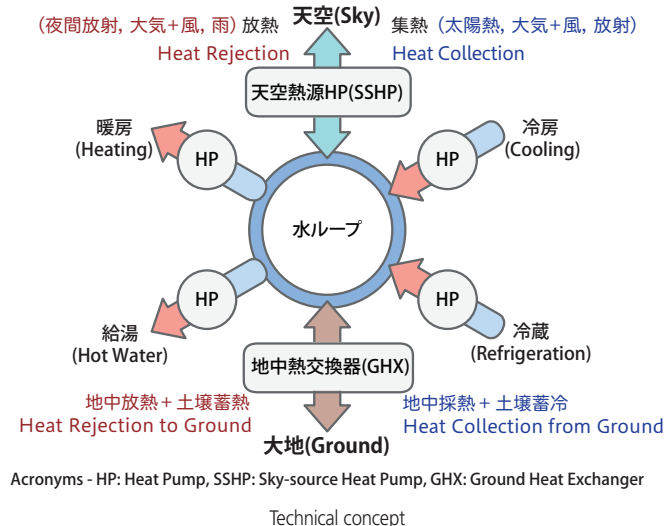 天空(Sky)
（夜間放射, 大気＋風, 雨）放熱
Heat Rejection
集熱 （太陽熱, 大気＋風, 放射）
Heat Collection
天空熱源HP(SSHP)
暖房
(Heating)
HP
冷房
(Cooling)
HP
水ループ
HP
給湯
(Hot Water)
HP
冷蔵
(Refrigeration)
地中熱交換器(GHX)
地中放熱＋土壌蓄熱
Heat Rejection to Ground
地中採熱＋土壌蓄冷
Heat Collection from Ground
大地(Ground)
Acronyms - HP: Heat Pump, SSHP: Sky-source Heat Pump, GHX: Ground Heat Exchanger
Technical concept